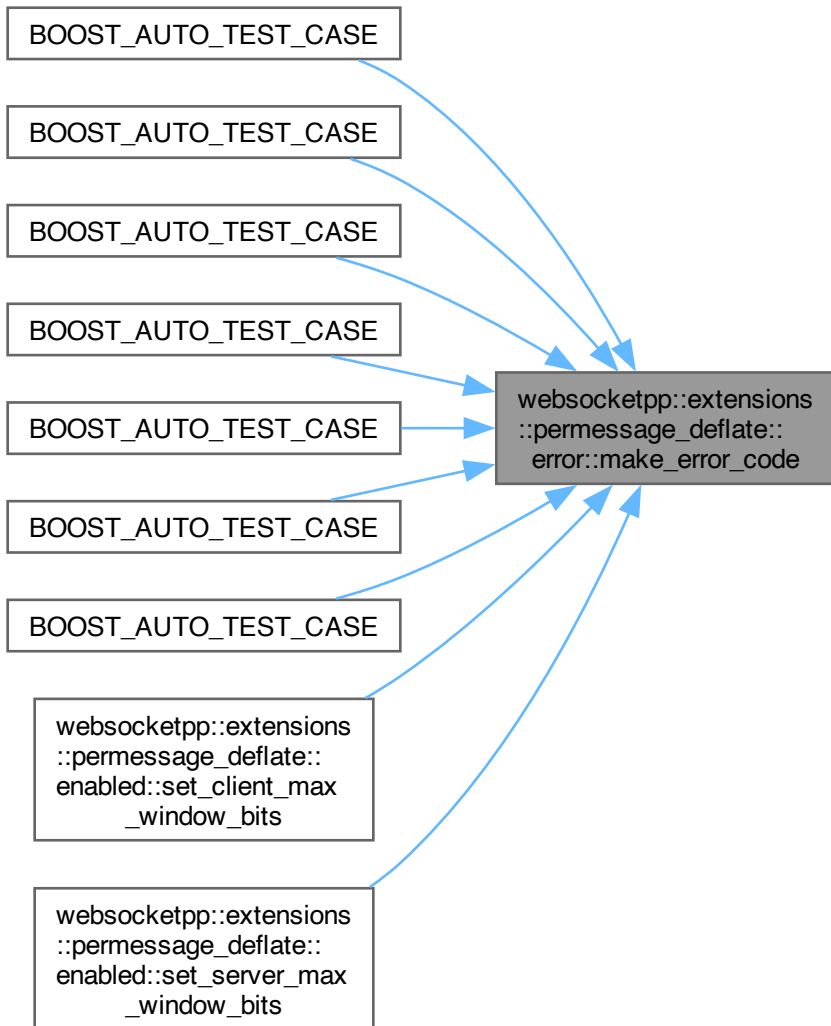 BOOST_AUTO_TEST_CASE
BOOST_AUTO_TEST_CASE
BOOST_AUTO_TEST_CASE
BOOST_AUTO_TEST_CASE
BOOST_AUTO_TEST_CASE
BOOST_AUTO_TEST_CASE
BOOST_AUTO_TEST_CASE
websocketpp::extensions
::permessage_deflate::
enabled::set_client_max
_window_bits
websocketpp::extensions
::permessage_deflate::
enabled::set_server_max
_window_bits
websocketpp::extensions
::permessage_deflate::
error::make_error_code